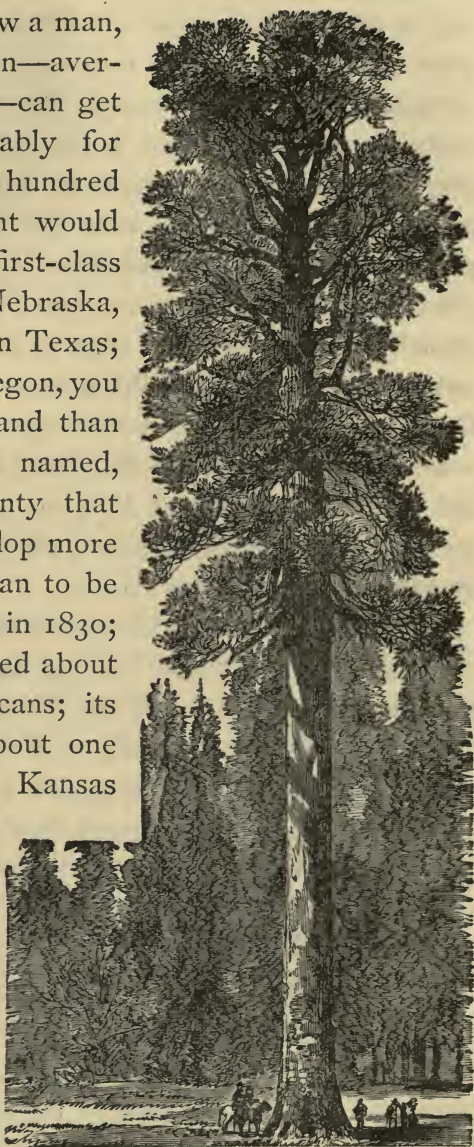 w a man,
n—aver-
—can get
ably for
hundred
nt would
first-class
Nebraska,
n Texas;
egon, you
and than
named,
nty that
lop more
an to be
in 1830;
ed about
cans; its
bout one
Kansas